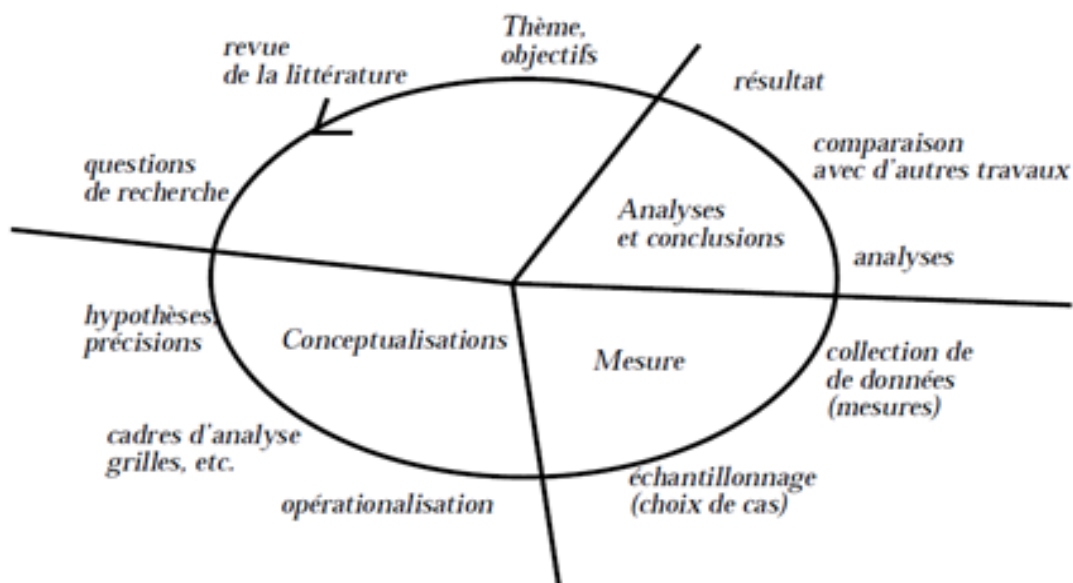 Thème,
objectifs
revue
de la littérature
résultat
questions
de recherche
comparaison
avec d'autres travaux
Analyses
et conclusions
analyses
hypothèses,
précisions
Conceptualisations
Mesure
collection de
de données
(mesures)
cadres d'analyse
grilles, etc.
opérationalisation
échantillonnage
(choix de cas)